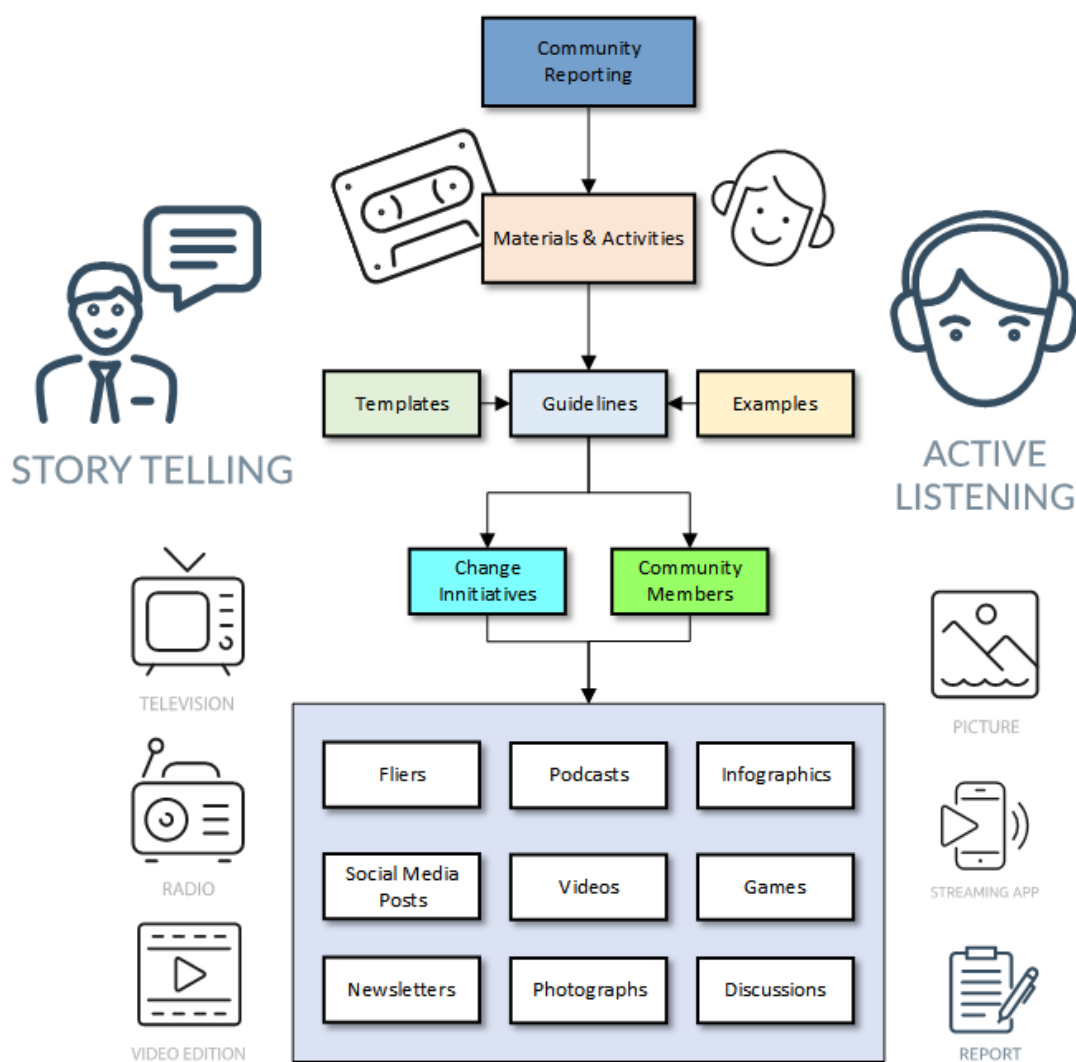 Community
Reporting
Materials & Activities
Templates
Guidelines
Examples
STORY TELLING
ACTIVE
LISTENING
Change
Innitiatives
Community
Members
TELEVISION
PICTURE
Fliers
Podcasts
Infographics
RADIO
Social Media
Posts
Videos
Games
STREAMING APP
Newsletters
Photographs
Discussions
VIDEO EDITION
REPORT